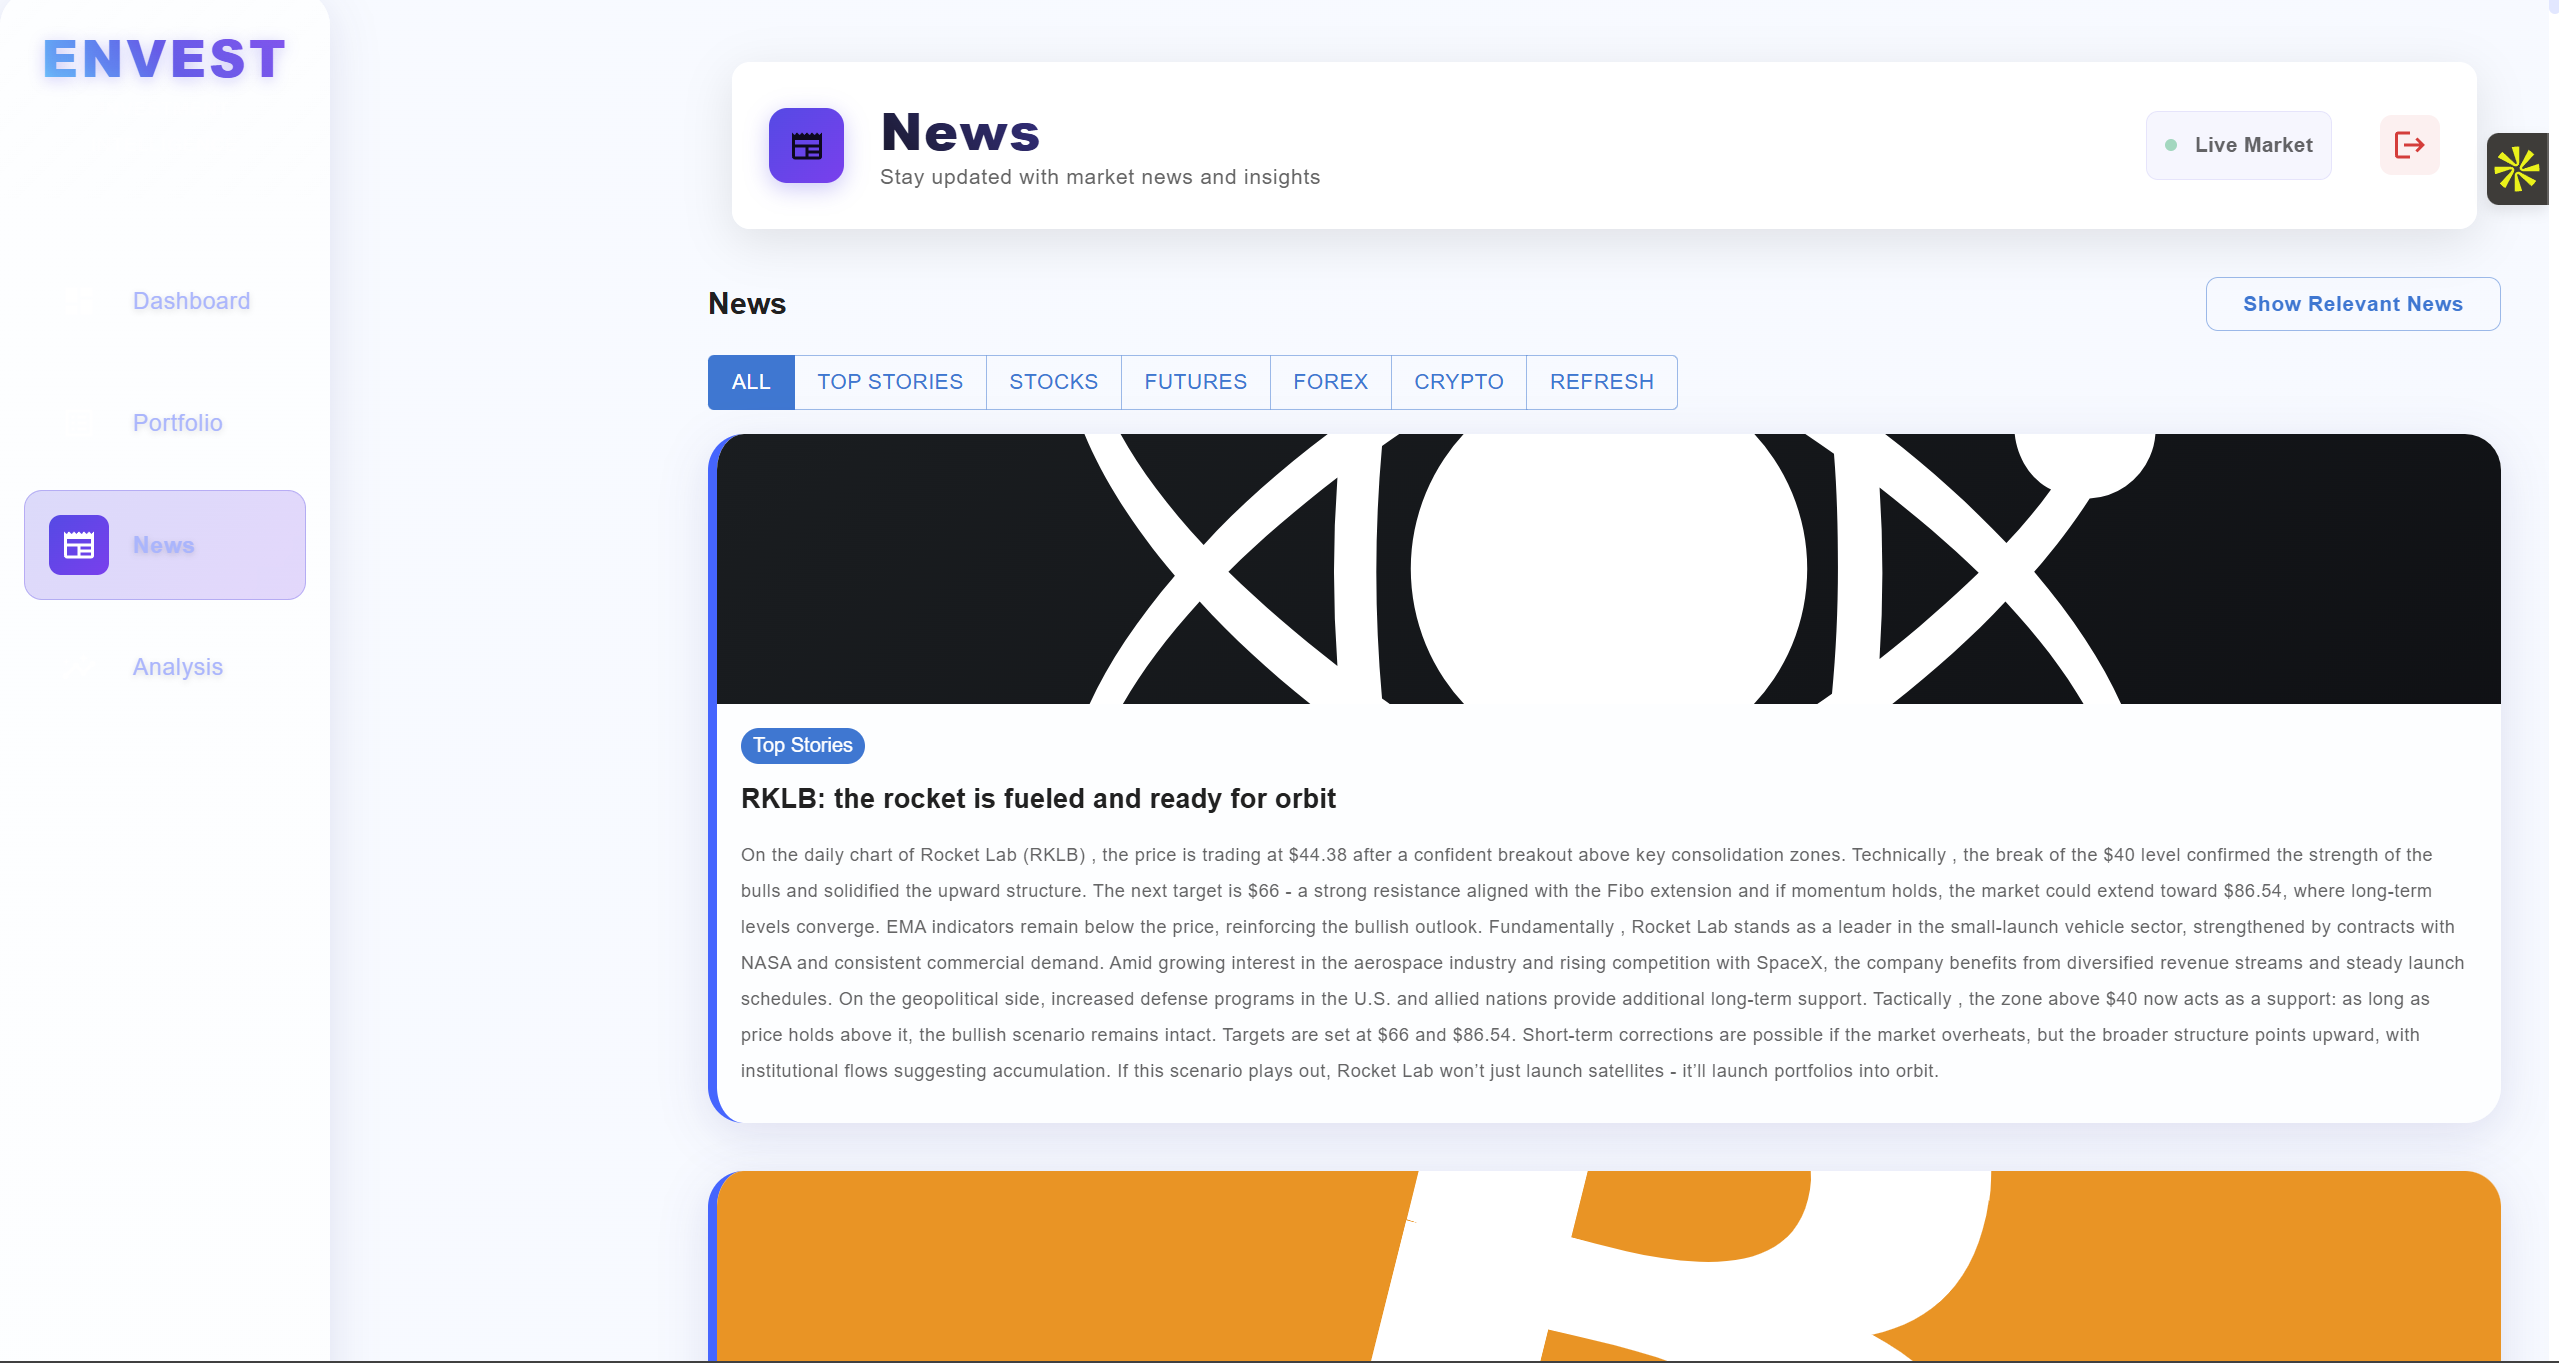 ENVEST
Dashboard
Portfolio
News
Analysis
News
Stay updated with market news and insights
Live Market
News
Show Relevant News
ALL
TOP STORIES
STOCKS
FUTURES
FOREX
CRYPTO
REFRESH
Top Stories
RKLB: the rocket is fueled and ready for orbit
On the daily chart of Rocket Lab (RKLB) , the price is trading at $44.38 after a confident breakout above key consolidation zones. Technically , the break of the $40 level confirmed the strength of the
bulls and solidified the upward structure. The next target is $66 - a strong resistance aligned with the Fibo extension and if momentum holds, the market could extend toward $86.54, where long-term
levels converge. EMA indicators remain below the price, reinforcing the bullish outlook. Fundamentally , Rocket Lab stands as a leader in the small-launch vehicle sector, strengthened by contracts with
NASA and consistent commercial demand. Amid growing interest in the aerospace industry and rising competition with SpaceX, the company benefits from diversified revenue streams and steady launch
schedules. On the geopolitical side, increased defense programs in the U.S. and allied nations provide additional long-term support. Tactically , the zone above $40 now acts as a support: as long as
price holds above it, the bullish scenario remains intact. Targets are set at $66 and $86.54. Short-term corrections are possible if the market overheats, but the broader structure points upward, with
institutional flows suggesting accumulation. If this scenario plays out, Rocket Lab won’t just launch satellites - it’ll launch portfolios into orbit.